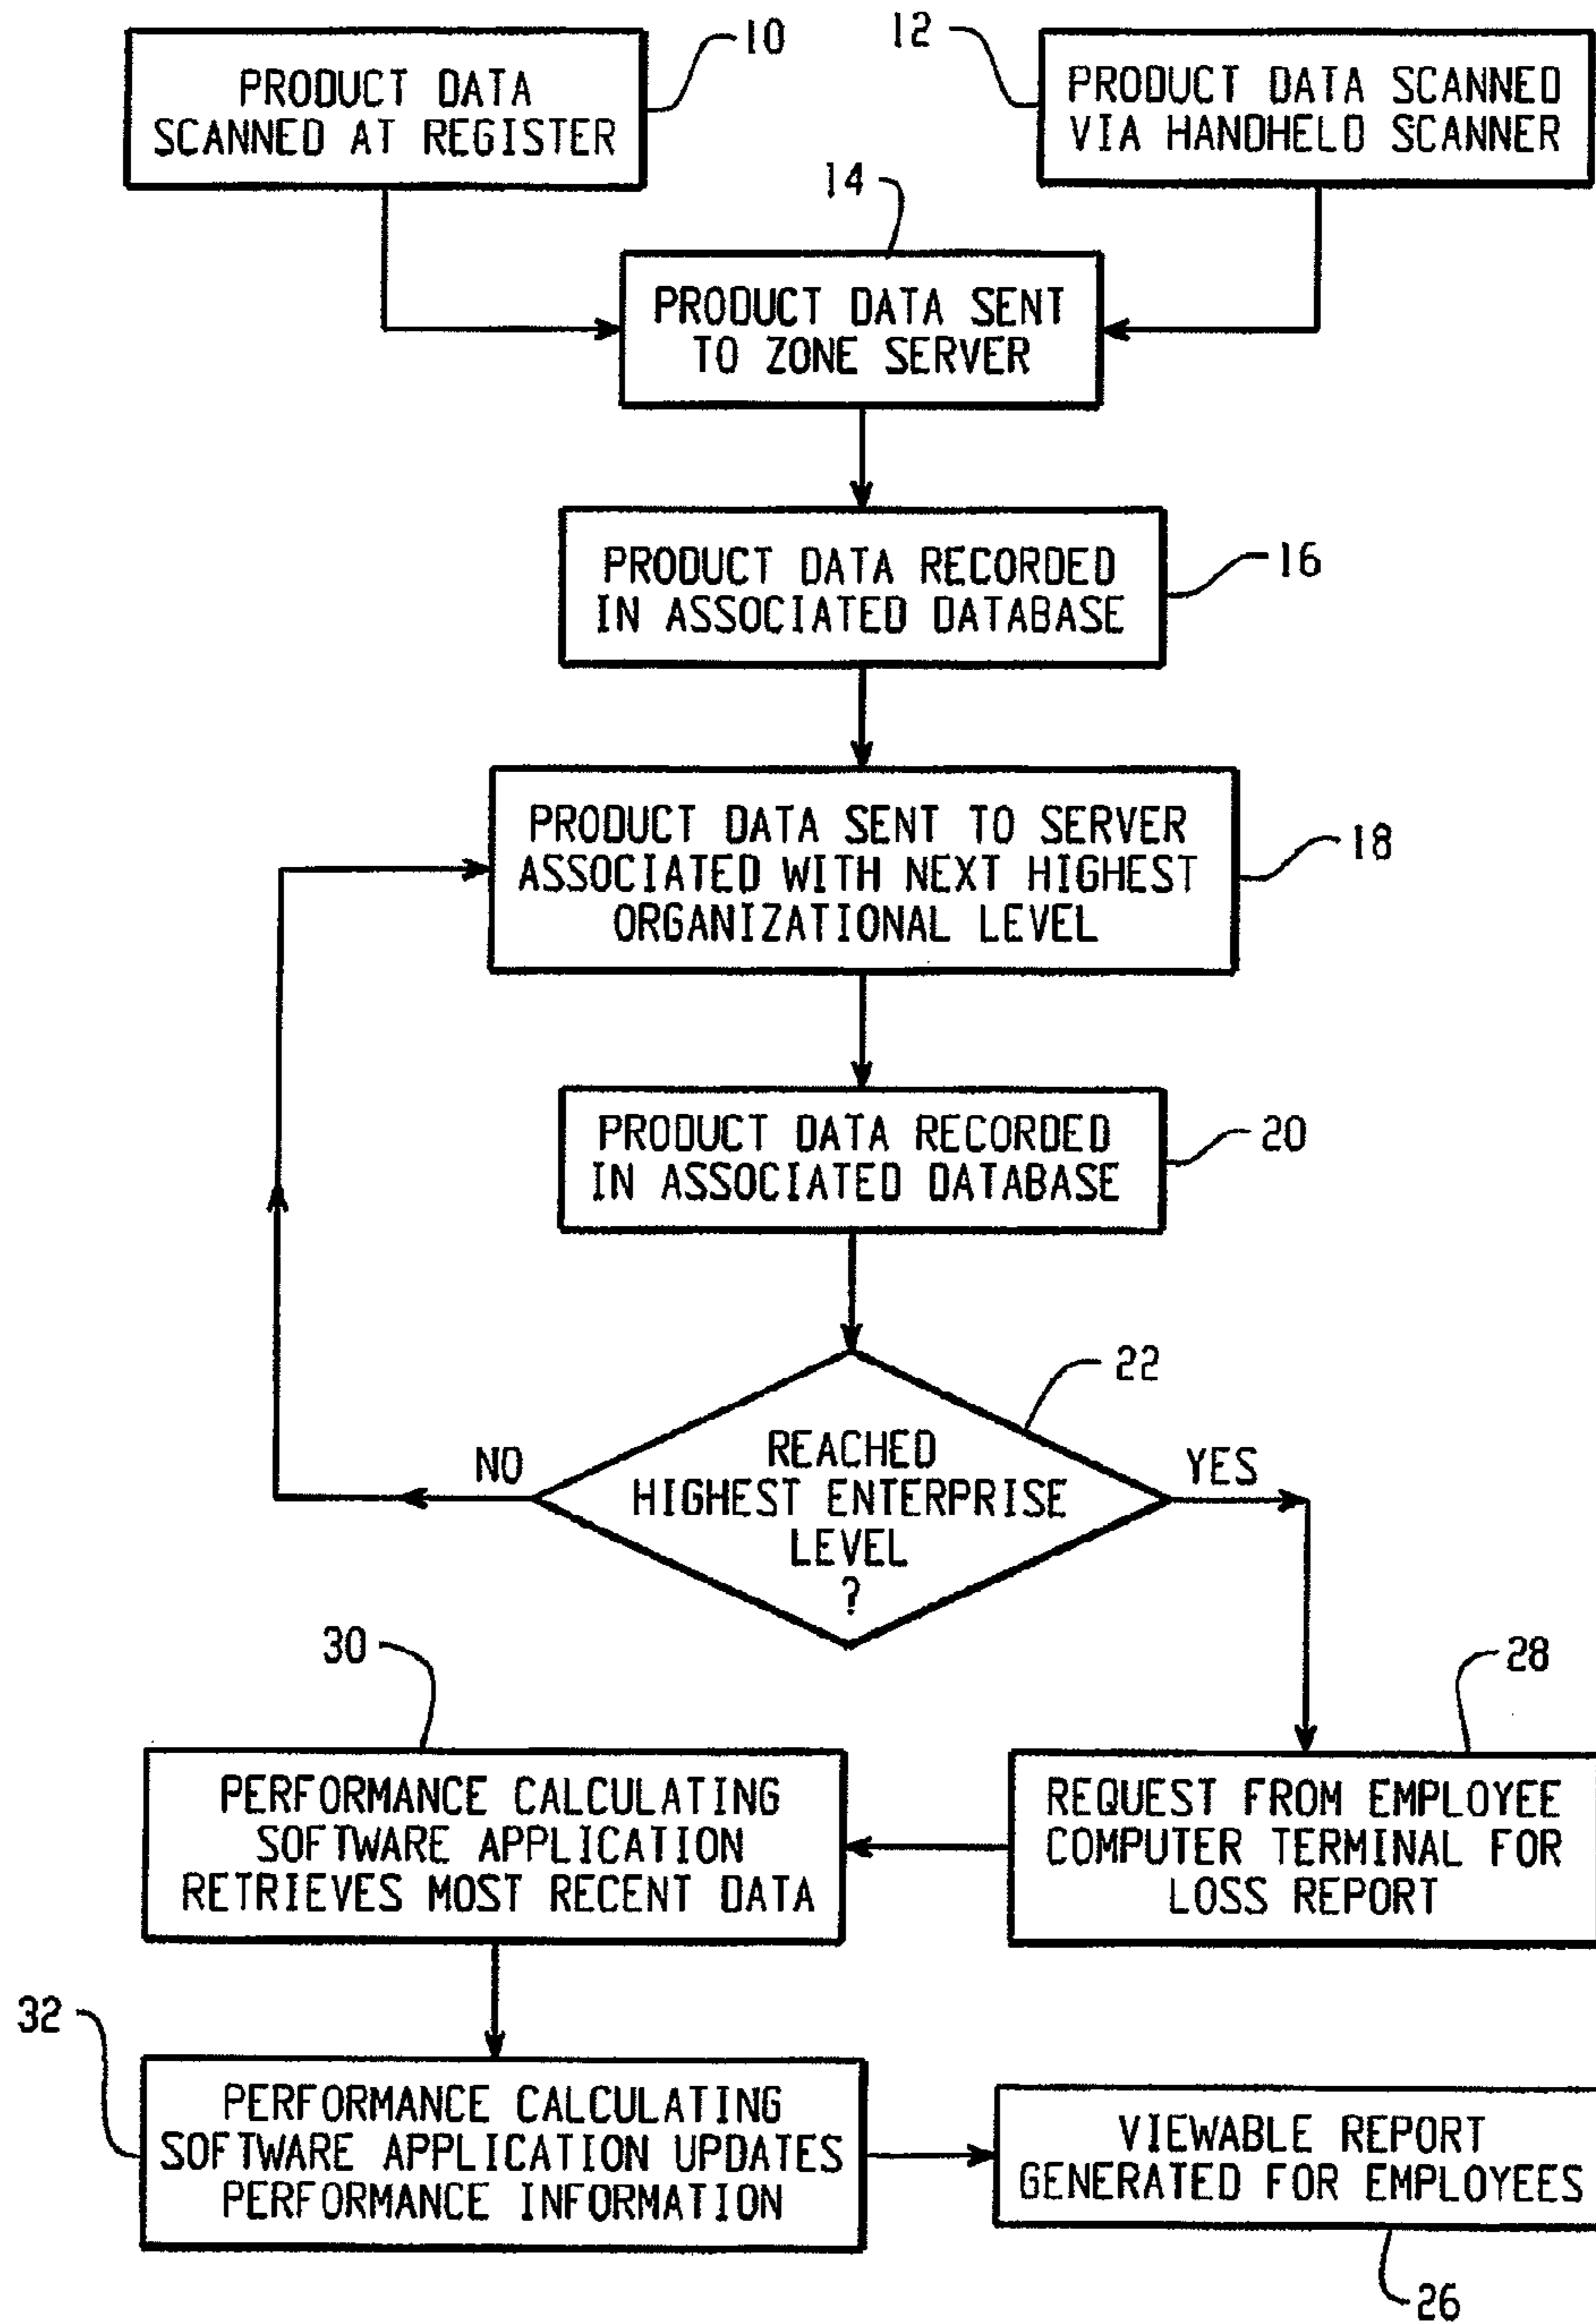 10
12
PRODUCT DATA
SCANNED AT REGISTER
PRODUCT DATA SCANNED
VIA HANDHELD SCANNER
14
PRODUCT DATA SENT
TO ZONE SERVER
PRODUCT DATA RECORDED
IN ASSOCIATED DATABASE
16
PRODUCT DATA SENT TO SERVER
ASSOCIATED WITH NEXT HIGHEST
ORGANIZATIONAL LEVEL
18
PRODUCT DATA RECORDED
IN ASSOCIATED DATABASE
20
22
REACHED
HIGHEST ENTERPRISE
LEVEL
?
NO
YES
28
REQUEST FROM EMPLOYEE
COMPUTER TERMINAL FOR
LOSS REPORT
30
PERFORMANCE CALCULATING
SOFTWARE APPLICATION
RETRIEVES MOST RECENT DATA
32
PERFORMANCE CALCULATING
SOFTWARE APPLICATION UPDATES
PERFORMANCE INFORMATION
VIEWABLE REPORT
GENERATED FOR EMPLOYEES
26